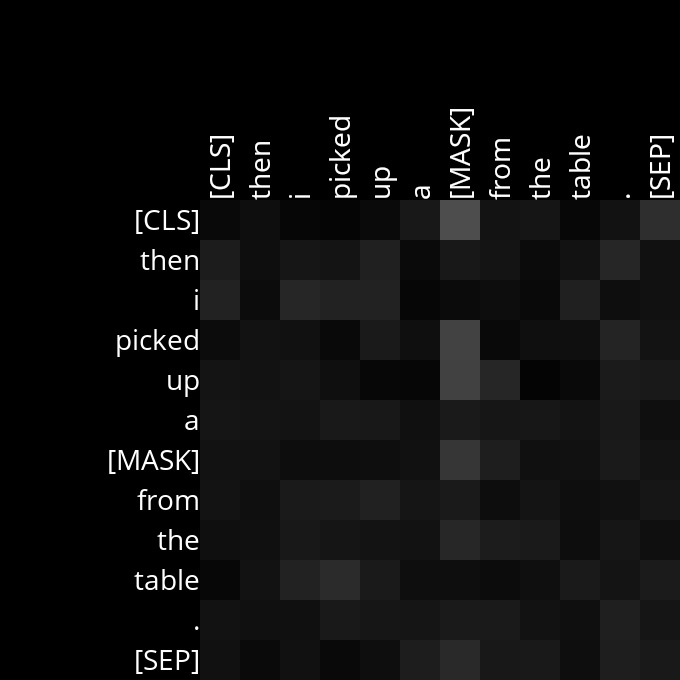 [CLS] then i picked up a [MASK] from the table . [SEP]
[CLS]
then
i
picked
up
a
[MASK]
from
the
table
.
[SEP]